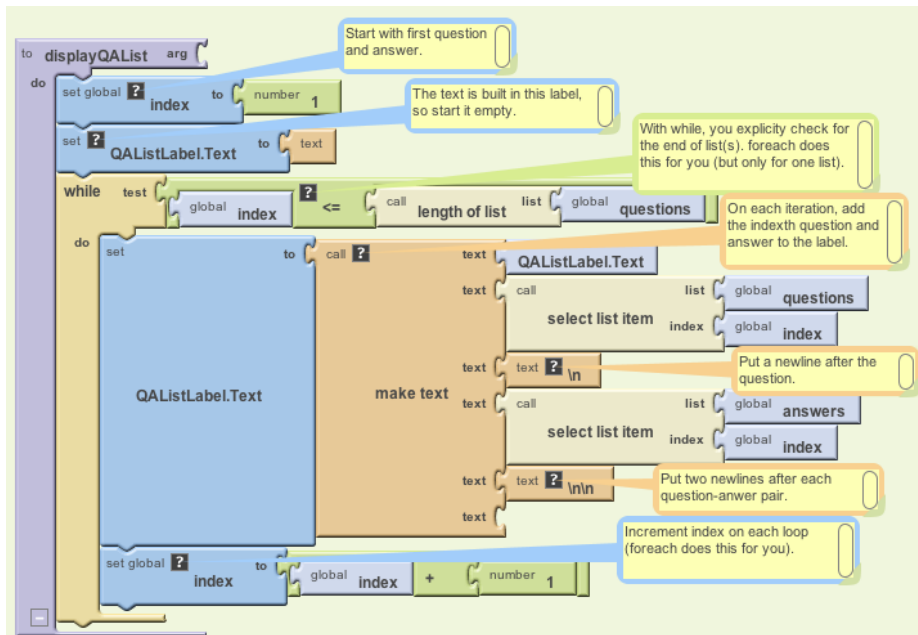 Start with first question
and answer.
to displayQAList arg
do
set global ? index to number 1
The text is built in this label,
so start it empty.
set ? QAListLabel.Text to text
With while, you explicity check for
the end of list(s). foreach does
this for you (but only for one list).
while test global index ? <= call length of list list global questions
On each iteration, add
the indexth question and
answer to the label.
do
set QAListLabel.Text to call ? make text
text QAListLabel.Text
text call select list item list global questions
index global index
text text ? \n
Put a newline after the
question.
text call select list item list global answers
index global index
text text ? \n\n
Put two newlines after each
question-anwer pair.
text
Increment index on each loop
(foreach does this for you).
set global ? index to global index + number 1